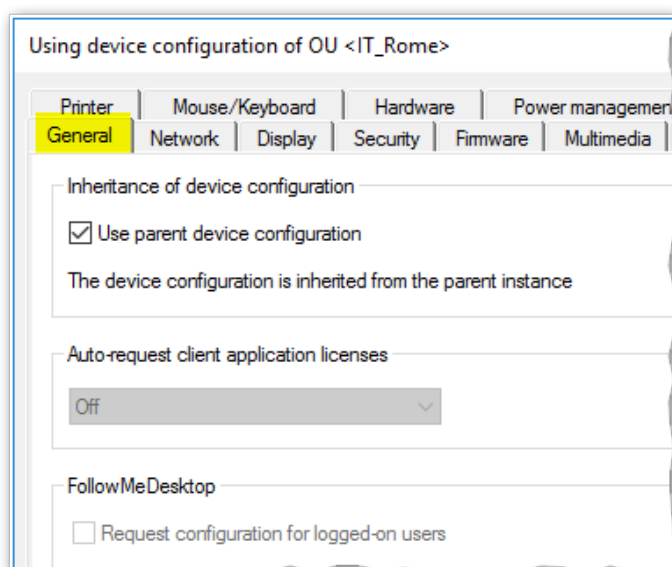 Using device configuration of OU <IT_Rome>
Printer Mouse/Keyboard Hardware Power managemen
General Network Display Security Firmware Multimedia
Inheritance of device configuration
Use parent device configuration
The device configuration is inherited from the parent instance
Auto-request client application licenses
Off
FollowMeDesktop
Request configuration for logged-on users